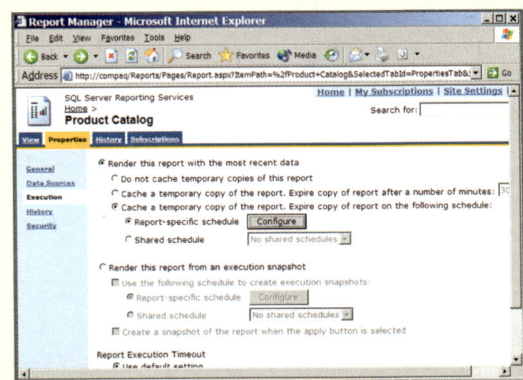 Report Manager - Microsoft Internet Explorer
File Edit View Favorites Tools Help
Back Search Favorites Media
Address http://compaq/Reports/Pages/Report.aspx?ItemPath=%2fProduct+Catalog&SelectedTabId=PropertiesTab& Go
SQL Server Reporting Services
Home | My Subscriptions | Site Settings |
Home >
Product Catalog
Search for:
View Properties History Subscriptions
General
Data Sources
Execution
History
Security
Render this report with the most recent data
Do not cache temporary copies of this report
Cache a temporary copy of the report. Expire copy of report after a number of minutes: 30
Cache a temporary copy of the report. Expire copy of report on the following schedule:
Report-specific schedule Configure
Shared schedule No shared schedules
Render this report from an execution snapshot
Use the following schedule to create execution snapshots:
Report-specific schedule Configure
Shared schedule No shared schedules
Create a snapshot of the report when the apply button is selected
Report Execution Timeout
Use default setting